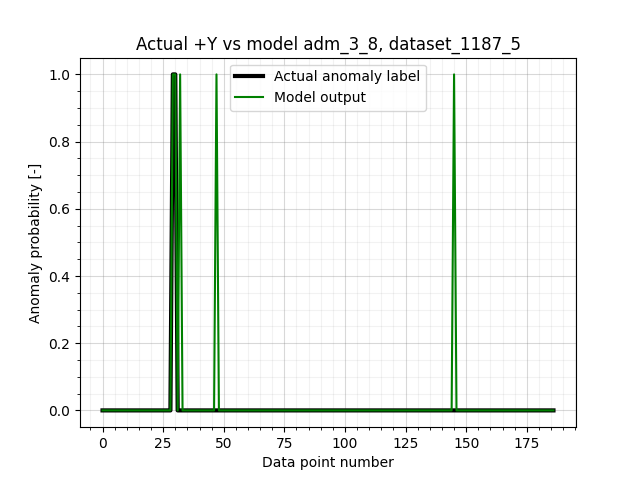 Actual +Y vs model adm_3_8, dataset_1187_5
Actual anomaly label
Model output
Anomaly probability [-]
1.0
0.8
0.6
0.4
0.2
0.0
0 25 50 75 100 125 150 175
Data point number